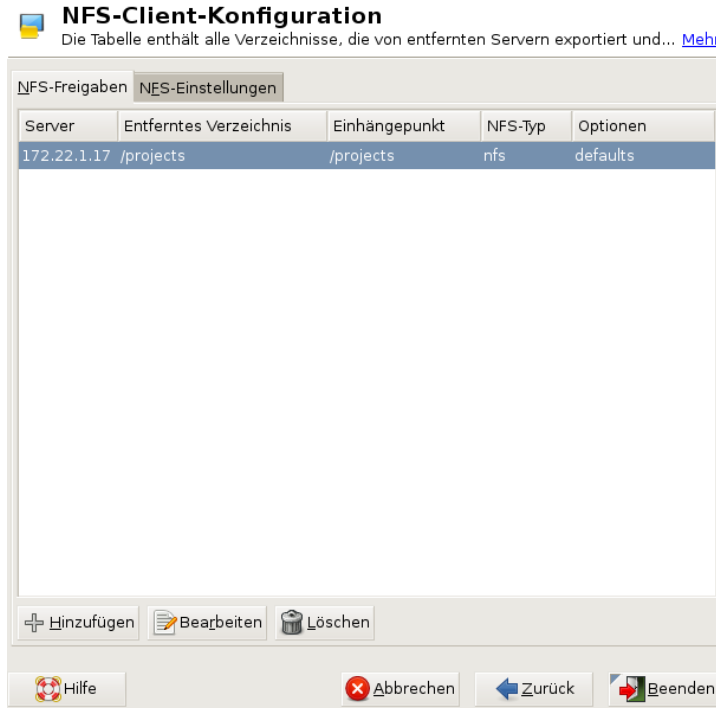 NFS-Client-Konfiguration
Die Tabelle enthält alle Verzeichnisse, die von entfernten Servern exportiert und... Mehr
NFS-Freigaben NFS-Einstellungen
Server Entferntes Verzeichnis Einhängepunkt NFS-Typ Optionen
172.22.1.17 /projects /projects nfs defaults
Hinzufügen Bearbeiten Löschen
Hilfe Abbrechen Zurück Beenden